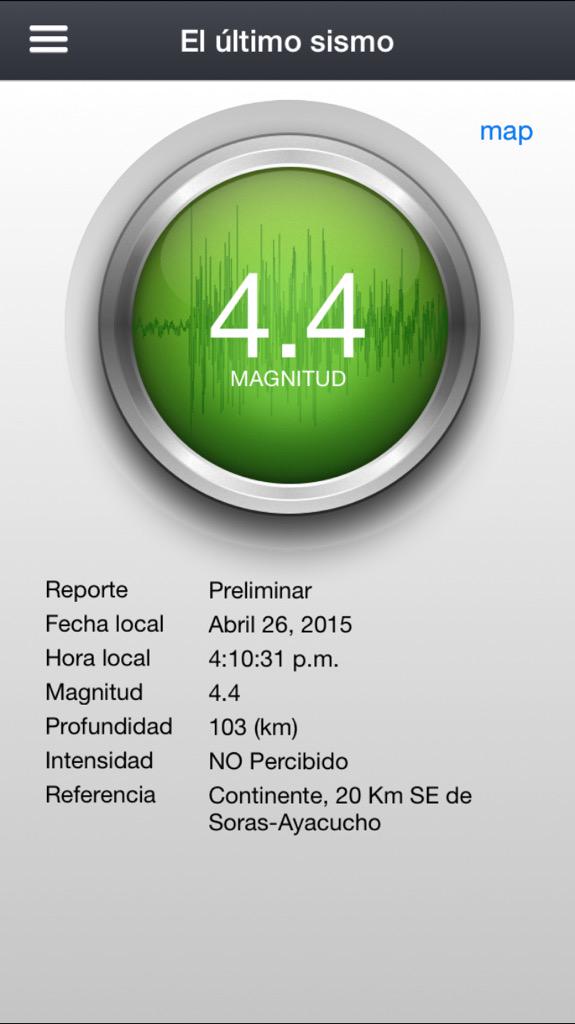 El último sismo
map
4.4
MAGNITUD
Reporte Preliminar
Fecha local Abril 26, 2015
Hora local 4:10:31 p.m.
Magnitud 4.4
Profundidad 103 (km)
Intensidad NO Percibido
Referencia Continente, 20 Km SE de
Soras-Ayacucho